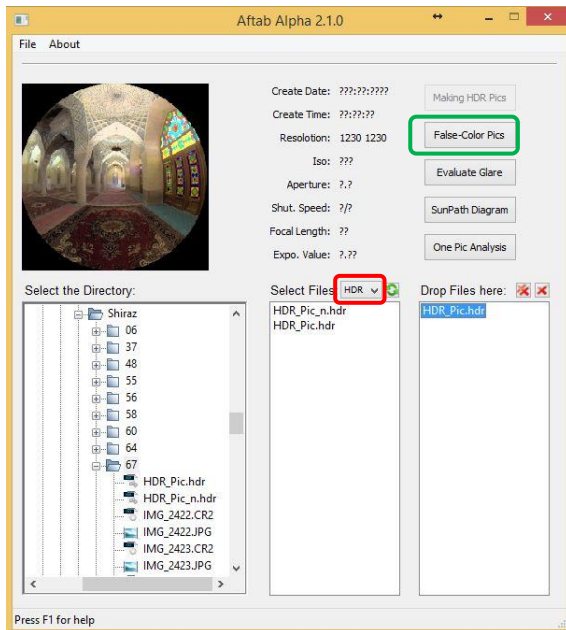 Aftab Alpha 2.1.0
File About
Create Date: ???:??:????
Create Time: ??:??:??
Resolotion: 1230 1230
Iso: ???
Aperture: ?.?
Shut. Speed: ?/?
Focal Length: ??
Expo. Value: ?.??
Making HDR Pics
False-Color Pics
Evaluate Glare
SunPath Diagram
One Pic Analysis
Select the Directory:
Shiraz
06
37
48
55
56
58
60
64
67
HDR_Pic.hdr
HDR_Pic_n.hdr
IMG_2422.CR2
IMG_2422.JPG
IMG_2423.CR2
IMG_2423.JPG
Select Files
HDR
HDR_Pic_n.hdr
HDR_Pic.hdr
Drop Files here:
HDR_Pic.hdr
Press F1 for help